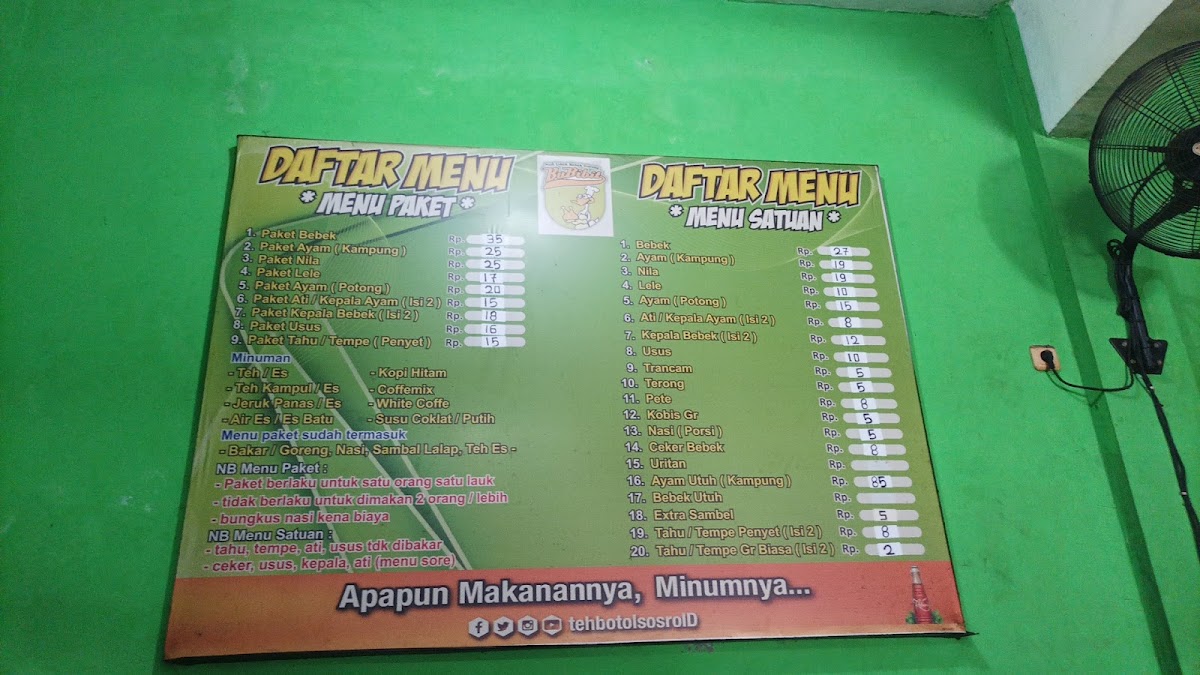 DAFTAR MENU
* MENU PAKET *
1. Paket Bebek Rp. 35
2. Paket Ayam ( Kampung ) Rp. 25
3. Paket Nila Rp. 25
4. Paket Lele Rp. 17
5. Paket Ayam ( Potong ) Rp. 20
6. Paket Ati / Kepala Ayam ( Isi 2 ) Rp. 15
7. Paket Kepala Bebek ( Isi 2 ) Rp. 18
8. Paket Usus Rp. 16
9. Paket Tahu / Tempe ( Penyet ) Rp. 15
Minuman
- Teh / Es - Kopi Hitam
- Teh Kampul / Es - Coffemix
- Jeruk Panas / Es - White Coffe
- Air Es / Es Batu - Susu Coklat / Putih
Menu paket sudah termasuk
- Bakar / Goreng, Nasi, Sambal Lalap, Teh Es -
NB Menu Paket :
- Paket berlaku untuk satu orang satu lauk
- tidak berlaku untuk dimakan 2 orang / lebih
- bungkus nasi kena biaya
NB Menu Satuan :
- tahu, tempe, ati, usus tdk dibakar
- ceker, usus, kepala, ati (menu sore)
DAFTAR MENU
* MENU SATUAN *
1. Bebek Rp. 27
2. Ayam ( Kampung ) Rp. 19
3. Nila Rp. 19
4. Lele Rp. 10
5. Ayam ( Potong ) Rp. 15
6. Ati / Kepala Ayam ( Isi 2 ) Rp. 8
7. Kepala Bebek ( Isi 2 ) Rp. 12
8. Usus Rp. 10
9. Trancam Rp. 5
10. Terong Rp. 5
11. Pete Rp. 8
12. Kobis Gr Rp. 5
13. Nasi ( Porsi ) Rp. 5
14. Ceker Bebek Rp. 8
15. Uritan Rp.
16. Ayam Utuh ( Kampung ) Rp. 85
17. Bebek Utuh Rp.
18. Extra Sambel Rp. 5
19. Tahu / Tempe Penyet ( Isi 2 ) Rp. 8
20. Tahu / Tempe Gr Biasa ( Isi 2 ) Rp. 2
Apapun Makanannya, Minumnya...
tehbotolsosroID